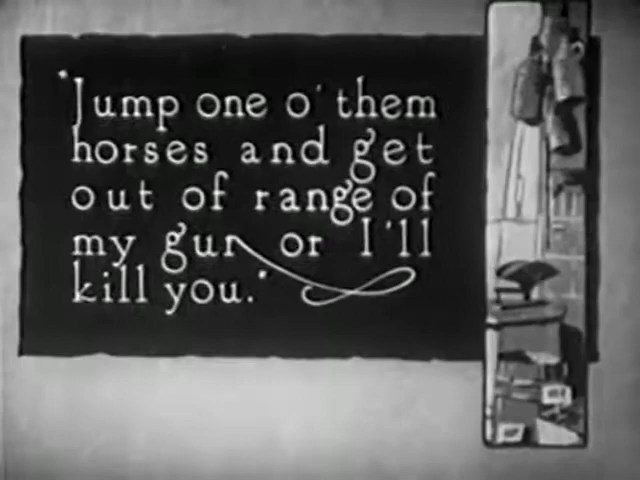 "Jump one o' them
horses and get
out of range of
my gun or I'll
kill you."